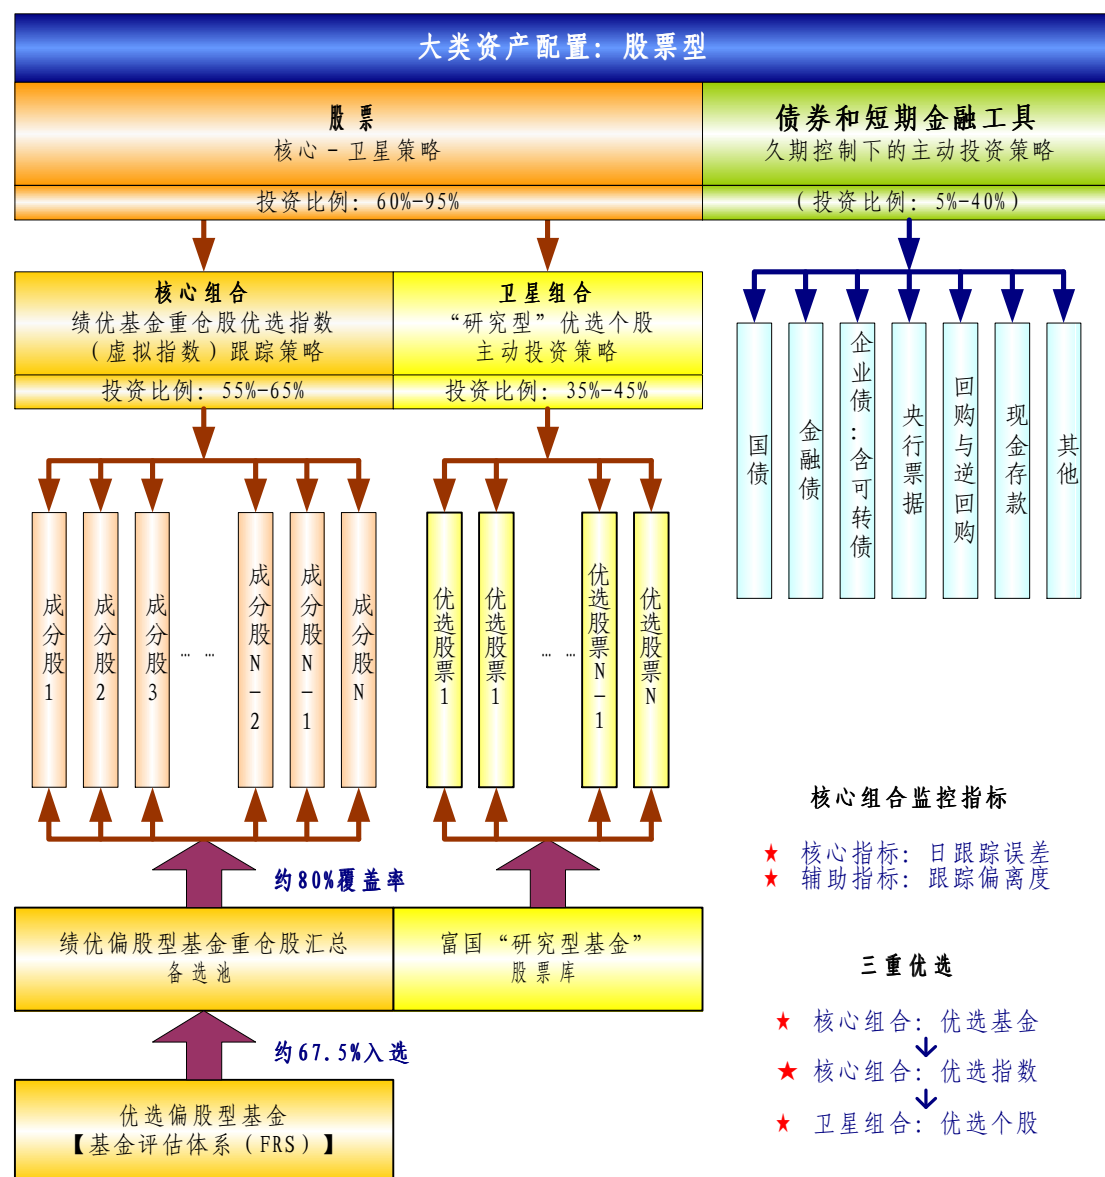 大类资产配置：股票型
股票
核心－卫星策略
投资比例：60%-95%
债券和短期金融工具
久期控制下的主动投资策略
（投资比例：5%-40%）
核心组合
绩优基金重仓股优选指数
（虚拟指数）跟踪策略
投资比例：55%-65%
卫星组合
“研究型”优选个股
主动投资策略
投资比例：35%-45%
国债
金融债
企业债：含可转债
央行票据
回购与逆回购
现金存款
其他
成分股1
成分股2
成分股3
… …
成分股N-2
成分股N-1
成分股N
优选股票1
优选股票1
… …
优选股票N-1
优选股票N
约80%覆盖率
绩优偏股型基金重仓股汇总
备选池
富国“研究型基金”
股票库
约67.5%入选
优选偏股型基金
【基金评估体系（FRS）】
核心组合监控指标
★ 核心指标：日跟踪误差
★ 辅助指标：跟踪偏离度
三重优选
★ 核心组合：优选基金
★ 核心组合：优选指数
★ 卫星组合：优选个股